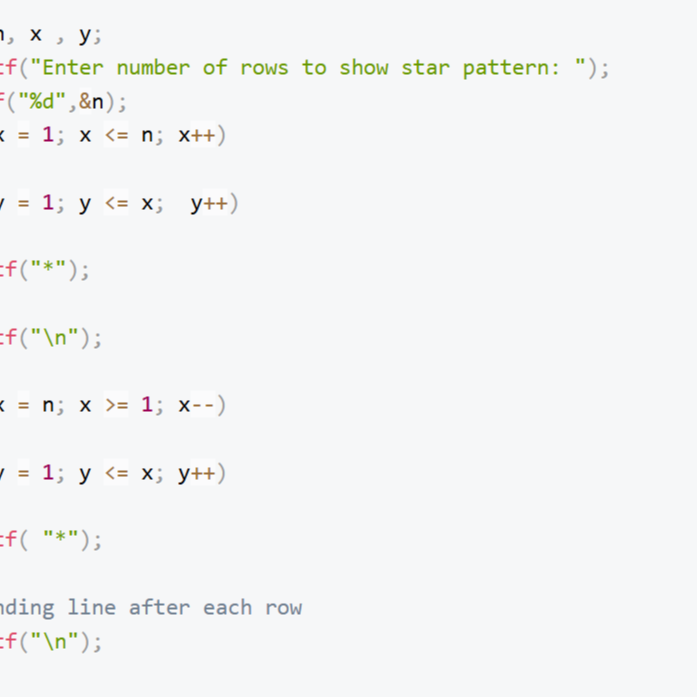 n, x , y;
tf("Enter number of rows to show star pattern: ");
f("%d",&n);
x = 1; x <= n; x++)
y = 1; y <= x;  y++)
tf("*");
tf("\n");
x = n; x >= 1; x--)
y = 1; y <= x; y++)
tf( "*");
nding line after each row
tf("\n");